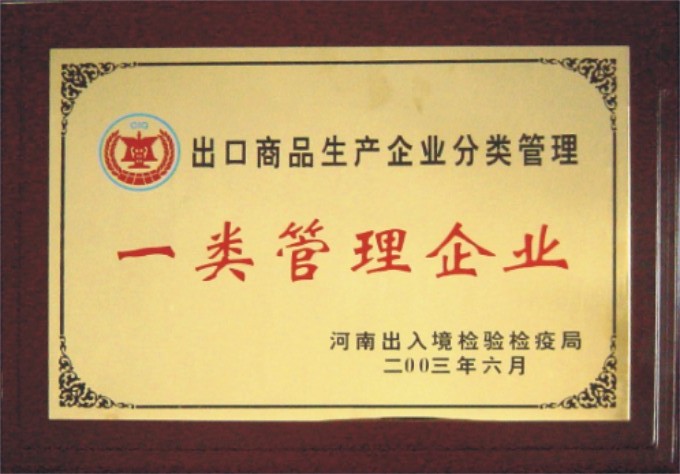 CIQ
出口商品生产企业分类管理
一类管理企业
河南出入境检验检疫局
二00三年六月